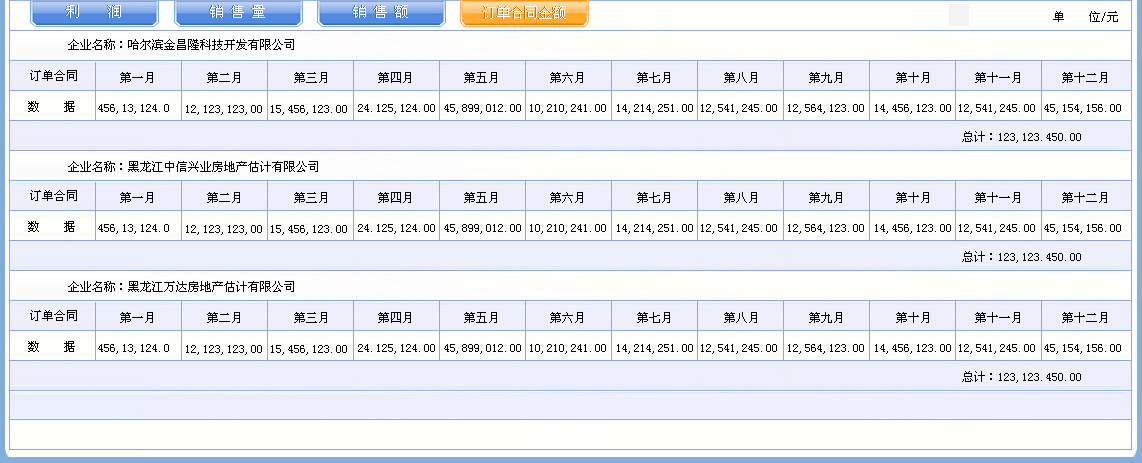 利 润 销 售 量 销 售 额 订单合同金额 单 位/元
企业名称：哈尔滨金昌隆科技开发有限公司
订单合同 第一月 第二月 第三月 第四月 第五月 第六月 第七月 第八月 第九月 第十月 第十一月 第十二月
数 据 456,13,124.0 12,123,123,00 15,456,123.00 24.125,124.00 45,899,012.00 10,210,241.00 14,214,251.00 12,541,245.00 12,564,123.00 14,456,123.00 12,541,245.00 45,154,156.00
总计：123,123.450.00
企业名称：黑龙江中信兴业房地产估计有限公司
订单合同 第一月 第二月 第三月 第四月 第五月 第六月 第七月 第八月 第九月 第十月 第十一月 第十二月
数 据 456,13,124.0 12,123,123,00 15,456,123.00 24.125,124.00 45,899,012.00 10,210,241.00 14,214,251.00 12,541,245.00 12,564,123.00 14,456,123.00 12,541,245.00 45,154,156.00
总计：123,123.450.00
企业名称：黑龙江万达房地产估计有限公司
订单合同 第一月 第二月 第三月 第四月 第五月 第六月 第七月 第八月 第九月 第十月 第十一月 第十二月
数 据 456,13,124.0 12,123,123,00 15,456,123.00 24.125,124.00 45,899,012.00 10,210,241.00 14,214,251.00 12,541,245.00 12,564,123.00 14,456,123.00 12,541,245.00 45,154,156.00
总计：123,123.450.00